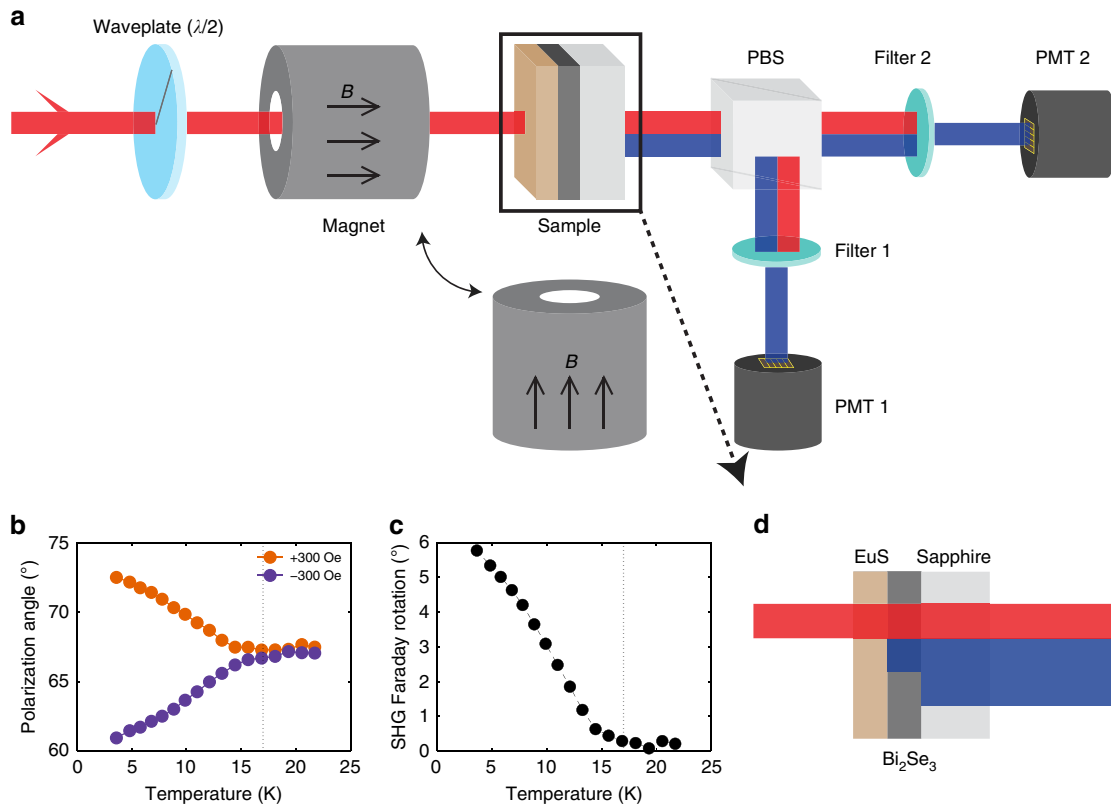 a
Waveplate (λ/2)
B
Magnet
Sample
PBS
Filter 2
PMT 2
Filter 1
B
PMT 1
b
75
70
65
60
Polarization angle (°)
+300 Oe
−300 Oe
0 5 10 15 20 25
Temperature (K)
c
6
5
4
3
2
1
0
SHG Faraday rotation (°)
0 5 10 15 20 25
Temperature (K)
d
EuS Sapphire
Bi₂Se₃